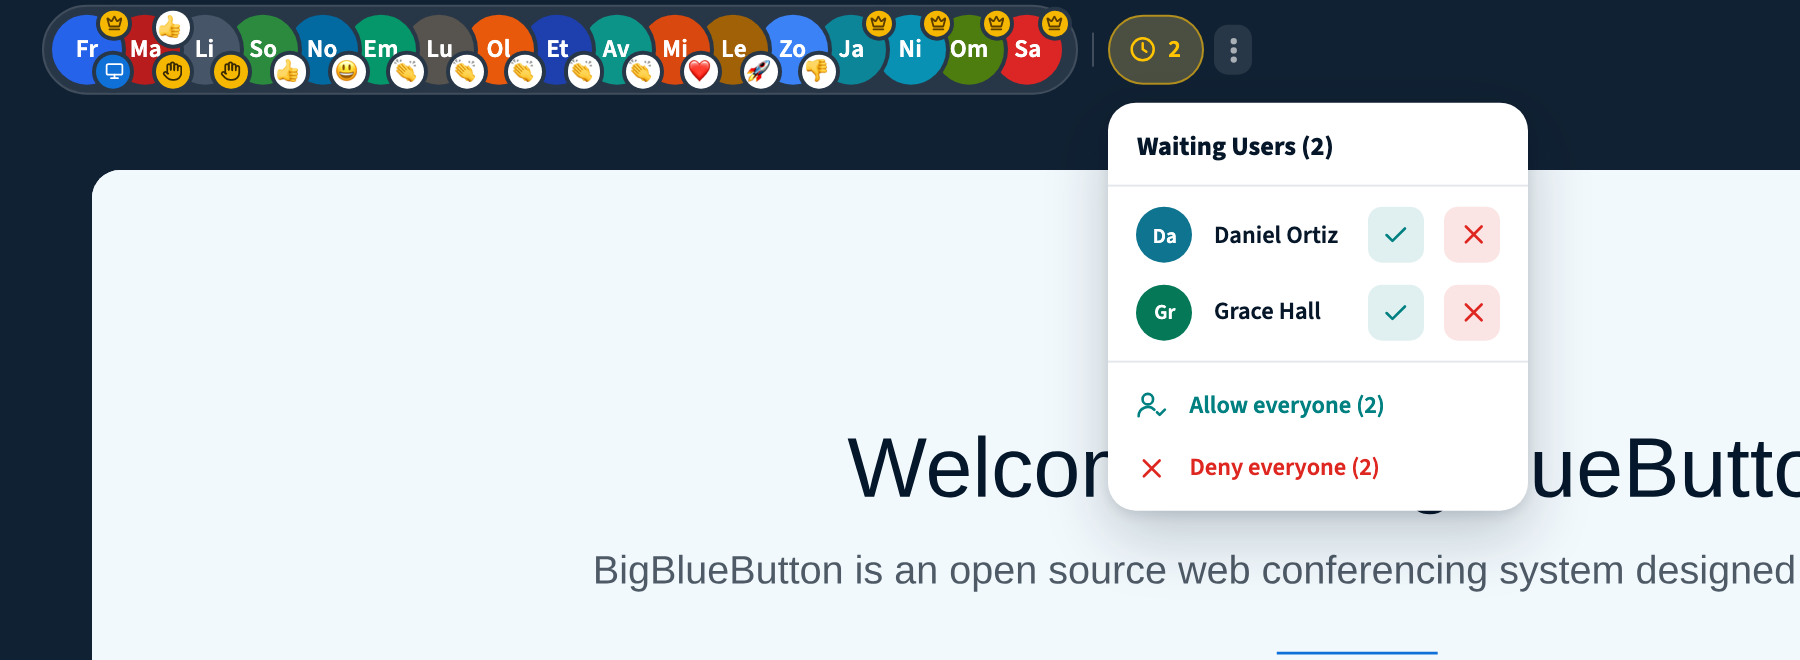 Fr Ma Li So No Em Lu Ol Et Av Mi Le Zo Ja Ni Om Sa 2
Waiting Users (2)
Da Daniel Ortiz
Gr Grace Hall
Allow everyone (2)
Deny everyone (2)
Welcom ueButto
BigBlueButton is an open source web conferencing system designed